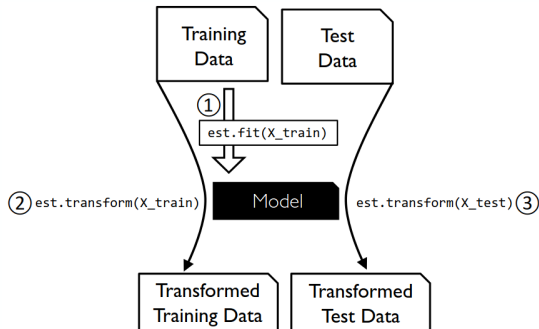 Training
Data
Test
Data
①
est.fit(X_train)
② est.transform(X_train)
Model
est.transform(X_test) ③
Transformed
Training Data
Transformed
Test Data